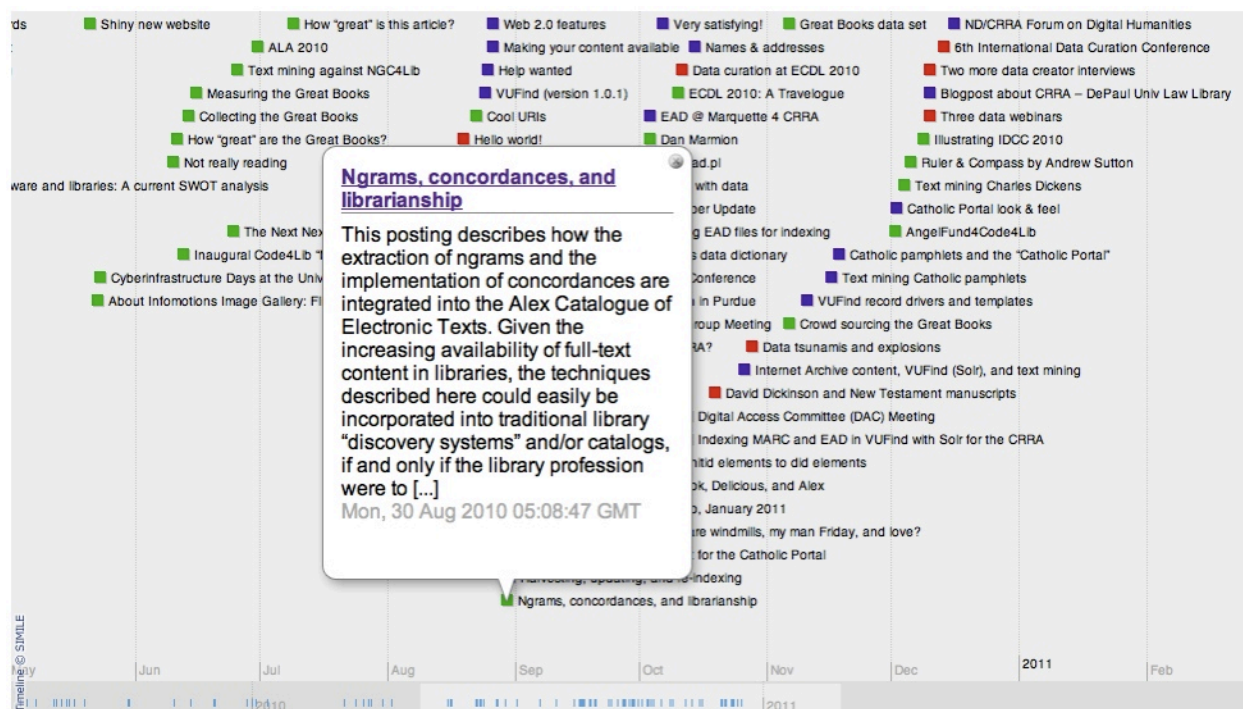 rds Shiny new website How “great” is this article? Web 2.0 features Very satisfying! Great Books data set ND/CRRA Forum on Digital Humanities
ALA 2010 Making your content available Names & addresses 6th International Data Curation Conference
Text mining against NGC4Lib Help wanted Data curation at ECDL 2010 Two more data creator interviews
Measuring the Great Books VUFind (version 1.0.1) ECDL 2010: A Travelogue Blogpost about CRRA – DePaul Univ Law Library
Collecting the Great Books Cool URIs EAD @ Marquette 4 CRRA Three data webinars
How “great” are the Great Books? Hello world! Dan Marmion Illustrating IDCC 2010
Not really reading ad.pl Ruler & Compass by Andrew Sutton
ware and libraries: A current SWOT analysis with data Text mining Charles Dickens
per Update Catholic Portal look & feel
The Next Nex g EAD files for indexing AngelFund4Code4Lib
Inaugural Code4Lib “ s data dictionary Catholic pamphlets and the “Catholic Portal”
Cyberinfrastructure Days at the Univ Conference Text mining Catholic pamphlets
About Infomotions Image Gallery: Fl in Purdue VUFind record drivers and templates
roup Meeting Crowd sourcing the Great Books
RA? Data tsunamis and explosions
Internet Archive content, VUFind (Solr), and text mining
David Dickinson and New Testament manuscripts
Digital Access Committee (DAC) Meeting
Indexing MARC and EAD in VUFind with Solr for the CRRA
nitid elements to did elements
ok, Delicious, and Alex
o, January 2011
are windmills, my man Friday, and love?
for the Catholic Portal
Harvesting, updating, and re-indexing
Ngrams, concordances, and librarianship
Ngrams, concordances, and
librarianship
This posting describes how the
extraction of ngrams and the
implementation of concordances are
integrated into the Alex Catalogue of
Electronic Texts. Given the
increasing availability of full-text
content in libraries, the techniques
described here could easily be
incorporated into traditional library
“discovery systems” and/or catalogs,
if and only if the library profession
were to [...]
Mon, 30 Aug 2010 05:08:47 GMT
May Jun Jul Aug Sep Oct Nov Dec 2011 Feb
2010 2011
Timeline © SIMILE